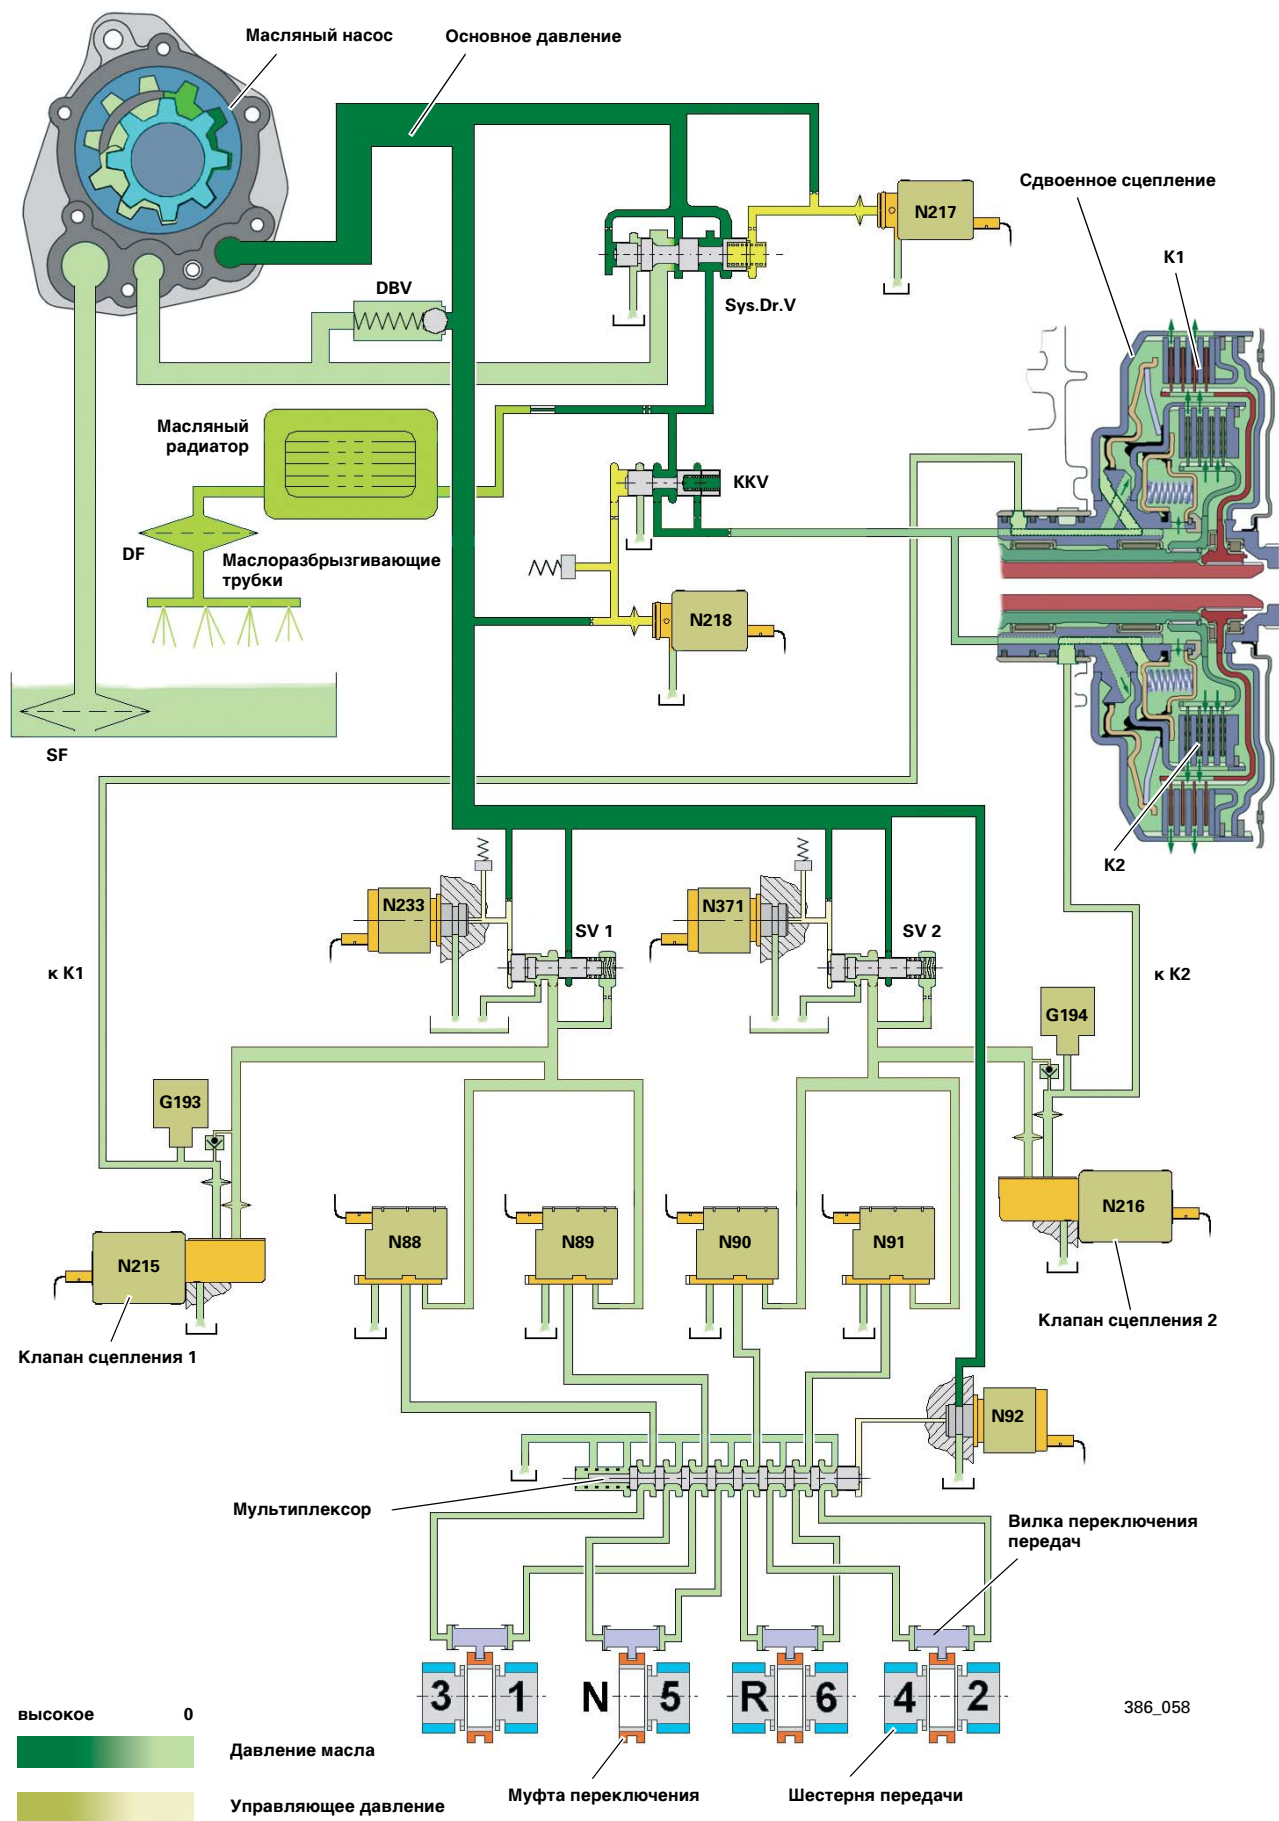 Масляный насос
Основное давление
Сдвоенное сцепление
N217
K1
DBV
Sys.Dr.V
Масляный
радиатор
KKV
DF
Маслоразбрызгивающие
трубки
N218
SF
K2
N233
N371
SV 1
SV 2
к K1
к K2
G194
G193
N88
N89
N90
N91
N216
N215
Клапан сцепления 2
Клапан сцепления 1
N92
Мультиплексор
Вилка переключения
передач
3 1 N 5 R 6 4 2
386_058
высокое 0
Давление масла
Муфта переключения
Шестерня передачи
Управляющее давление